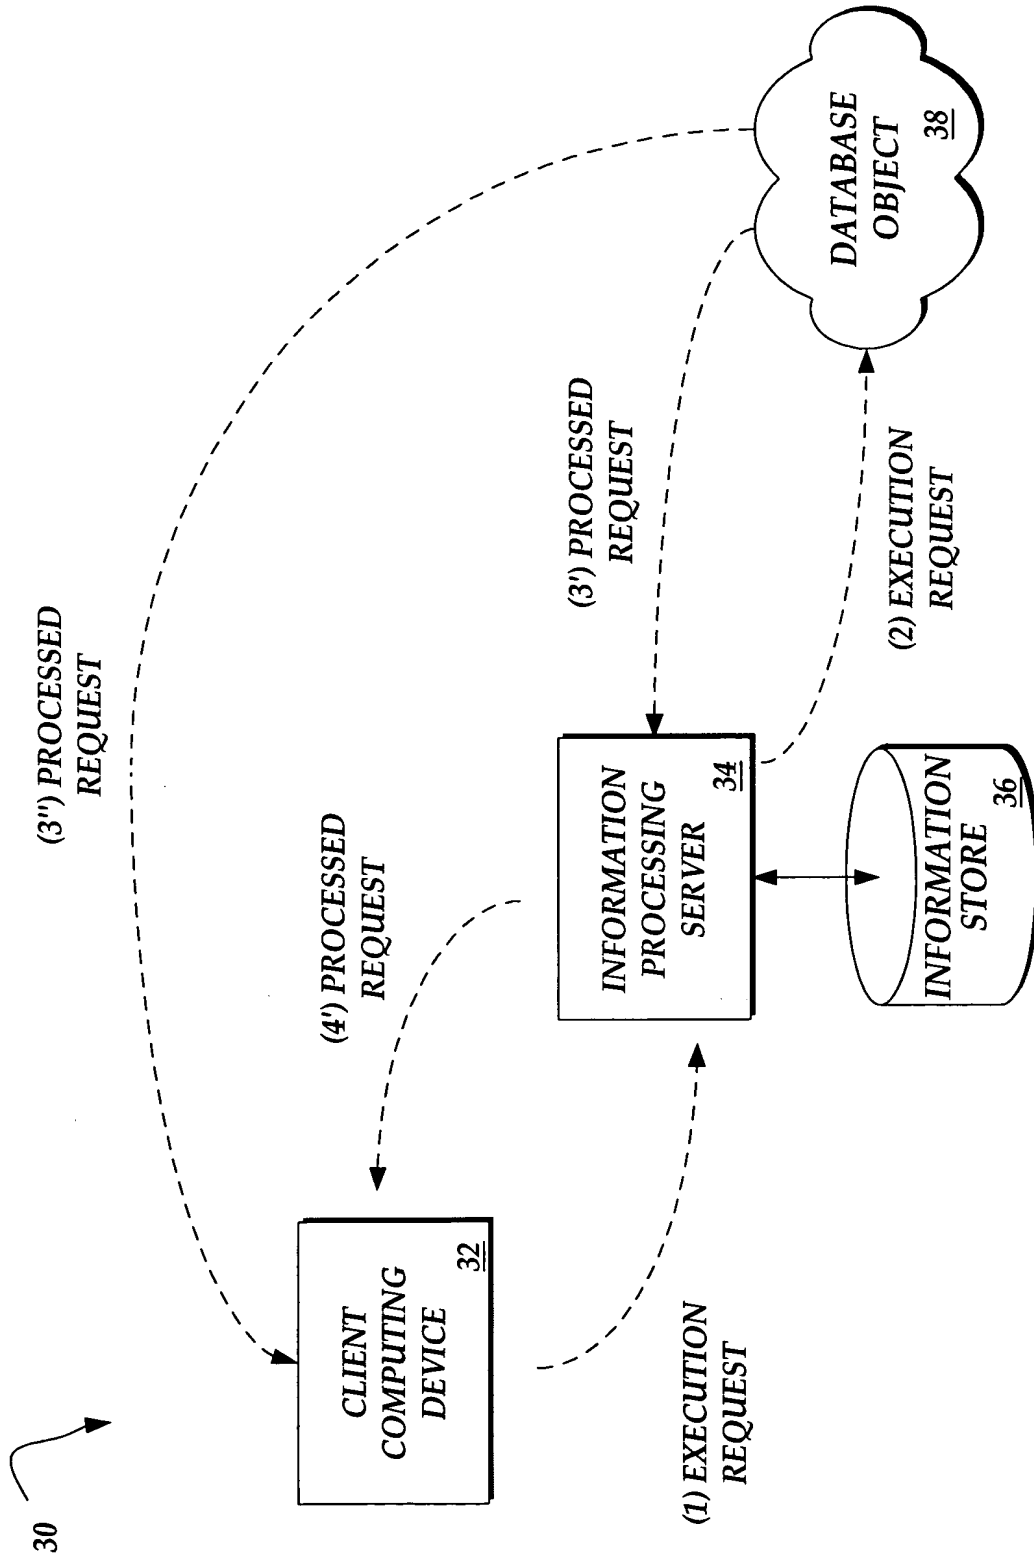 30
(3'') PROCESSED
REQUEST
(4') PROCESSED
REQUEST
(3') PROCESSED
REQUEST
CLIENT
COMPUTING
DEVICE
32
INFORMATION
PROCESSING
SERVER
34
DATABASE
OBJECT
38
(1) EXECUTION
REQUEST
(2) EXECUTION
REQUEST
INFORMATION
STORE
36